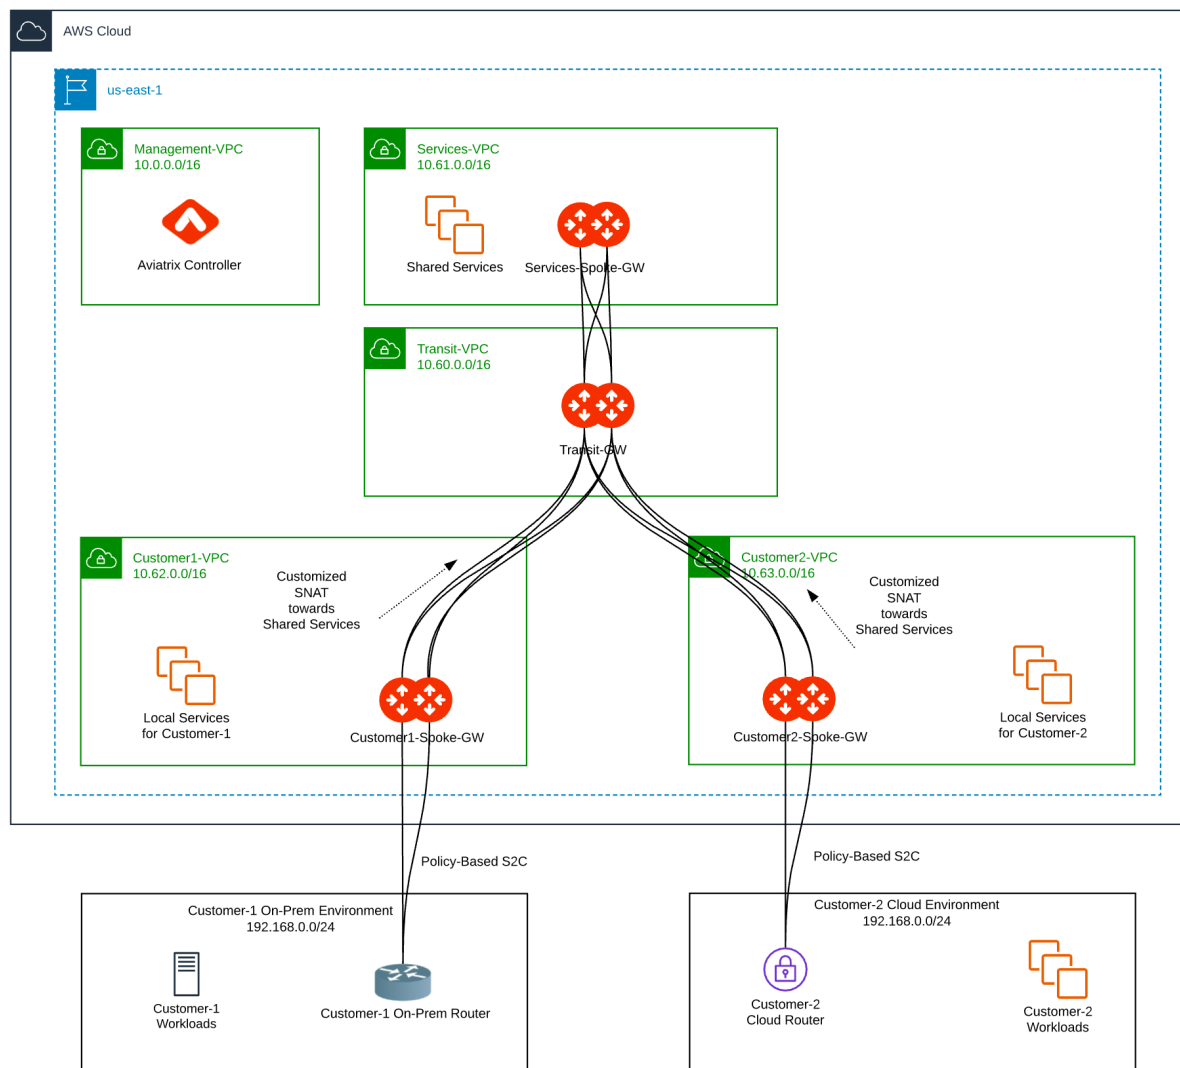 AWS Cloud
us-east-1
Management-VPC
10.0.0.0/16
Aviatrix Controller
Services-VPC
10.61.0.0/16
Shared Services
Services-Spoke-GW
Transit-VPC
10.60.0.0/16
Transit-GW
Customer1-VPC
10.62.0.0/16
Customized
SNAT
towards
Shared Services
Local Services
for Customer-1
Customer1-Spoke-GW
Customer2-VPC
10.63.0.0/16
Customized
SNAT
towards
Shared Services
Customer2-Spoke-GW
Local Services
for Customer-2
Policy-Based S2C
Policy-Based S2C
Customer-1 On-Prem Environment
192.168.0.0/24
Customer-1
Workloads
Customer-1 On-Prem Router
Customer-2 Cloud Environment
192.168.0.0/24
Customer-2
Cloud Router
Customer-2
Workloads